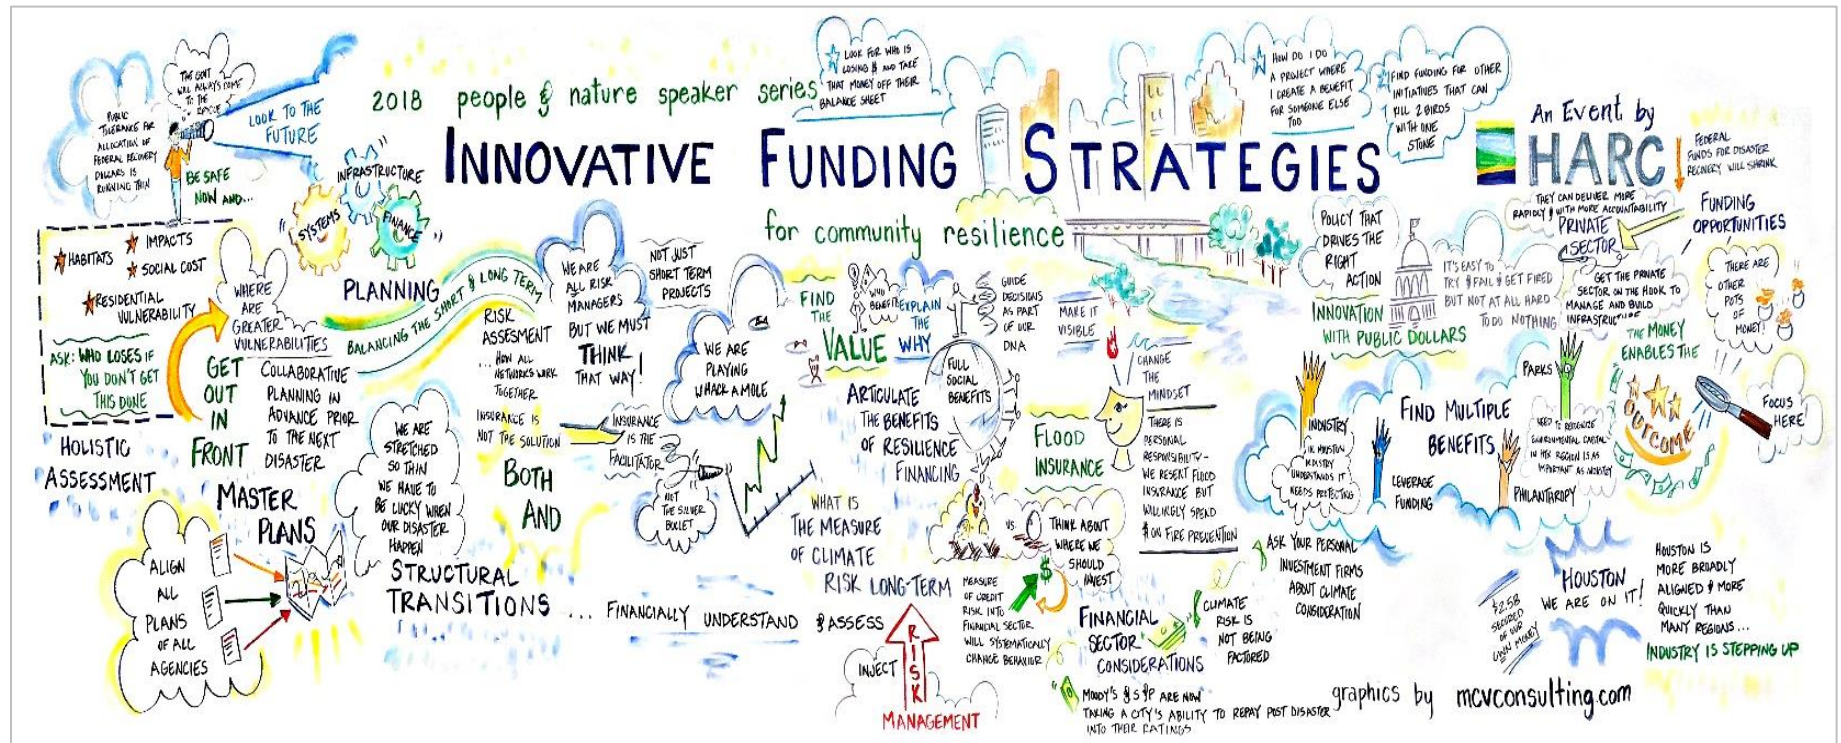 2018 people & nature speaker series
INNOVATIVE FUNDING STRATEGIES
for community resilience
An Event by
HARC
THE GOVT
WILL ALWAYS COME
TO THE
RESCUE
PUBLIC
TOLERANCE FOR
ALLOCATION OF
FEDERAL RECOVERY
DOLLARS IS
RUNNING THIN
LOOK TO THE
FUTURE
BE SAFE
NOW AND...
INFRASTRUCTURE
SYSTEMS
FINANCE
HABITATS
IMPACTS
SOCIAL COST
RESIDENTIAL
VULNERABILITY
ASK: WHO LOSES IF
YOU DON'T GET
THIS DONE
HOLISTIC
ASSESSMENT
WHERE
ARE
GREATER
VULNERABILITIES
GET
OUT
IN
FRONT
COLLABORATIVE
PLANNING IN
ADVANCE PRIOR
TO THE NEXT
DISASTER
MASTER
PLANS
ALIGN
ALL
PLANS
OF ALL
AGENCIES
PLANNING
BALANCING THE SHORT & LONG TERM
RISK
ASSESMENT
...HOW ALL
NETWORKS WORK
TOGETHER
WE ARE
ALL RISK
MANAGERS
BUT WE MUST
THINK
THAT WAY!
NOT JUST
SHORT TERM
PROJECTS
WE ARE
PLAYING
WHACK A MOLE
WE ARE
STRETCHED
SO THIN
WE HAVE TO
BE LUCKY WHEN
OUR DISASTER
HAPPEN
INSURANCE IS
NOT THE SOLUTION
INSURANCE
IS THE
FACILITATOR
BOTH
AND
NOT
THE SILVER
BULLET
STRUCTURAL
TRANSITIONS
... FINANCIALLY UNDERSTAND & ASSESS
WHAT IS
THE MEASURE
OF CLIMATE
RISK LONG-TERM
INJECT
RISK
MANAGEMENT
LOOK FOR WHO IS
LOSING $ AND TAKE
THAT MONEY OFF THEIR
BALANCE SHEET
FIND
THE
VALUE
WHO
BENEFITS
EXPLAIN
THE
WHY
GUIDE
DECISIONS
AS PART
OF OUR
DNA
MAKE IT
VISIBLE
FULL
SOCIAL
BENEFITS
ARTICULATE
THE BENEFITS
OF RESILIENCE
FINANCING
FLOOD
INSURANCE
CHANGE
THE
MINDSET
THERE IS
PERSONAL
RESPONSIBILITY-
WE RESENT FLOOD
INSURANCE BUT
WILLINGLY SPEND
$ ON FIRE PREVENTION
VS.
THINK ABOUT
WHERE WE
SHOULD
INVEST
MEASURE
OF CREDIT
RISK INTO
FINANCIAL SECTOR
WILL SYSTEMATICALLY
CHANGE BEHAVIOR
FINANCIAL
SECTOR
CONSIDERATIONS
CLIMATE
RISK IS
NOT BEING
FACTORED
MOODY'S & S&P ARE NOW
TAKING A CITY'S ABILITY TO REPAY POST DISASTER
INTO THEIR RATINGS
ASK YOUR PERSONAL
INVESTMENT FIRMS
ABOUT CLIMATE
CONSIDERATION
HOW DO I DO
A PROJECT WHERE
I CREATE A BENEFIT
FOR SOMEONE ELSE
TOO
FIND FUNDING FOR OTHER
INITIATIVES THAT CAN
KILL 2 BIRDS
WITH ONE
STONE
POLICY THAT
DRIVES THE
RIGHT
ACTION
INNOVATION
WITH PUBLIC DOLLARS
IT'S EASY TO
TRY & FAIL & GET FIRED
BUT NOT AT ALL HARD
TO DO NOTHING
FEDERAL
FUNDS FOR DISASTER
RECOVERY WILL SHRINK
FUNDING
OPPORTUNITIES
THEY CAN DELIVER MORE
RAPIDLY & WITH MORE ACCOUNTABILITY
PRIVATE
SECTOR
GET THE PRIVATE
SECTOR ON THE HOOK TO
MANAGE AND BUILD
INFRASTRUCTURE
THERE ARE
OTHER
POTS
OF
MONEY!
THE MONEY
ENABLES THE
OUTCOME
FOCUS
HERE!
PARKS
FIND MULTIPLE
BENEFITS
INDUSTRY
IN HOUSTON
INDUSTRY
UNDERSTANDS IT
NEEDS PROTECTING
LEVERAGE
FUNDING
NEED TO RECOGNIZE
ENVIRONMENTAL CAPITAL
IN THE REGION IS AS
IMPORTANT AS INDUSTRY
PHILANTHROPY
$2.5B
SECURED
OF OUR
OWN MONEY
HOUSTON
WE ARE ON IT!
HOUSTON IS
MORE BROADLY
ALIGNED & MORE
QUICKLY THAN
MANY REGIONS...
INDUSTRY IS STEPPING UP
graphics by mcvconsulting.com